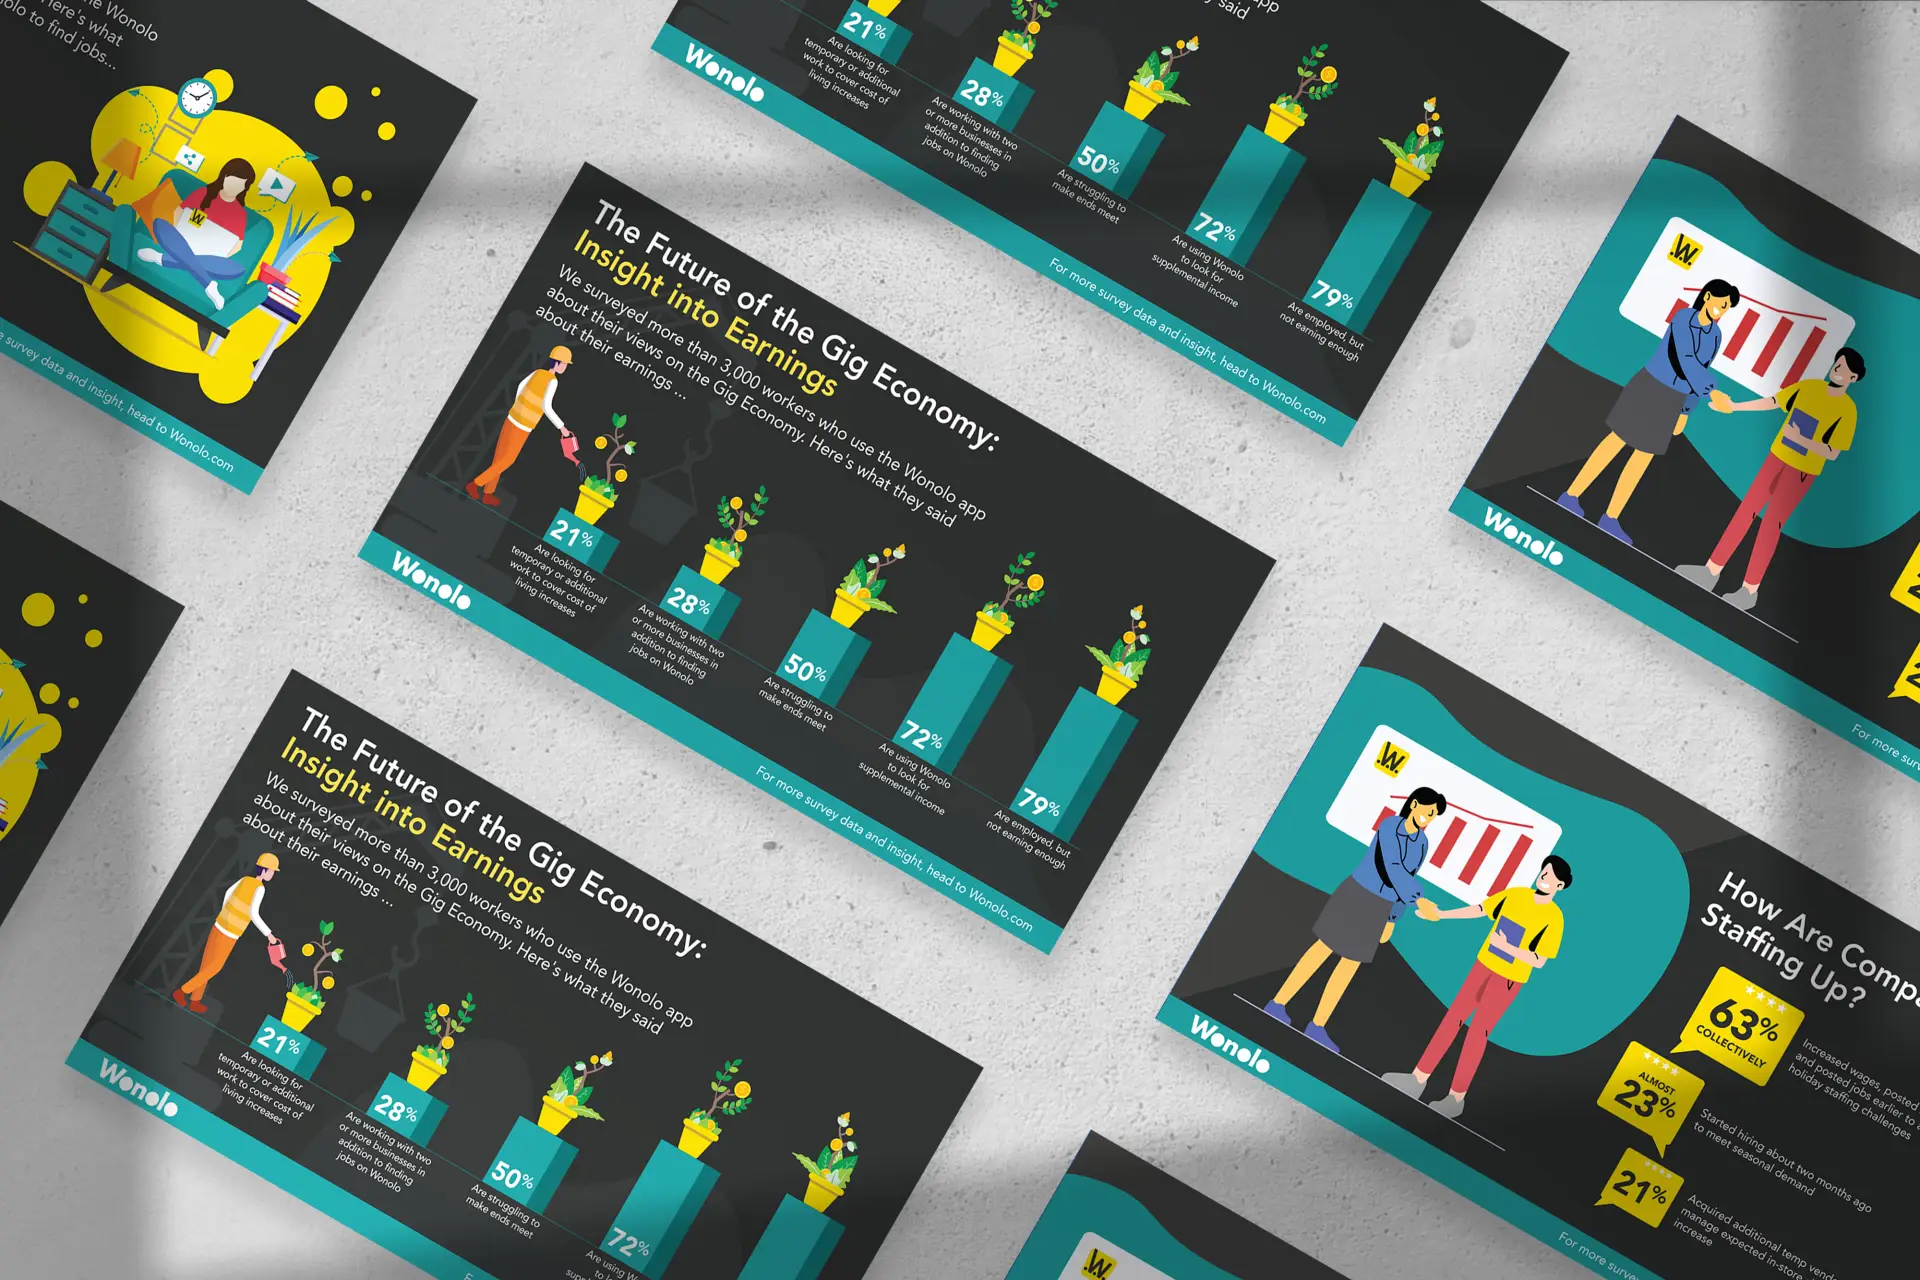 he Wonolo
Here's what
olo to find jobs...
e survey data and insight, head to Wonolo.com
said
app
21%
Are looking for
temporary or additional
work to cover cost of
living increases
28%
Are working with two
or more businesses in
addition to finding
jobs on Wonolo
50%
Are struggling to
make ends meet
72%
Are using Wonolo
to look for
supplemental income
79%
Are employed, but
not earning enough
Wonolo
For more survey data and insight, head to Wonolo.com
The Future of the Gig Economy:
Insight into Earnings
We surveyed more than 3,000 workers who use the Wonolo app
about their views on the Gig Economy. Here's what they said
about their earnings ...
21%
Are looking for
temporary or additional
work to cover cost of
living increases
28%
Are working with two
or more businesses in
addition to finding
jobs on Wonolo
50%
Are struggling to
make ends meet
72%
Are using Wonolo
to look for
supplemental income
79%
Are employed, but
not earning enough
Wonolo
For more survey data and insight, head to Wonolo.com
.W.
Wonolo
2
2
For more surv
The Future of the Gig Economy:
Insight into Earnings
We surveyed more than 3,000 workers who use the Wonolo app
about their views on the Gig Economy. Here's what they said
about their earnings ...
21%
Are looking for
temporary or additional
work to cover cost of
living increases
28%
Are working with two
or more businesses in
addition to finding
jobs on Wonolo
50%
Are struggling to
make ends meet
72%
Are using W
to l
supp
Wonolo
F
.W.
How Are Comp
Staffing Up?
63%
COLLECTIVELY
Increased wages, posted
and posted jobs earlier to a
holiday staffing challenges
ALMOST
23%
Started hiring about two months ago
to meet seasonal demand
21%
Acquired additional temp vend
manage expected in-store
increase
Wonolo
For more surve
.W.